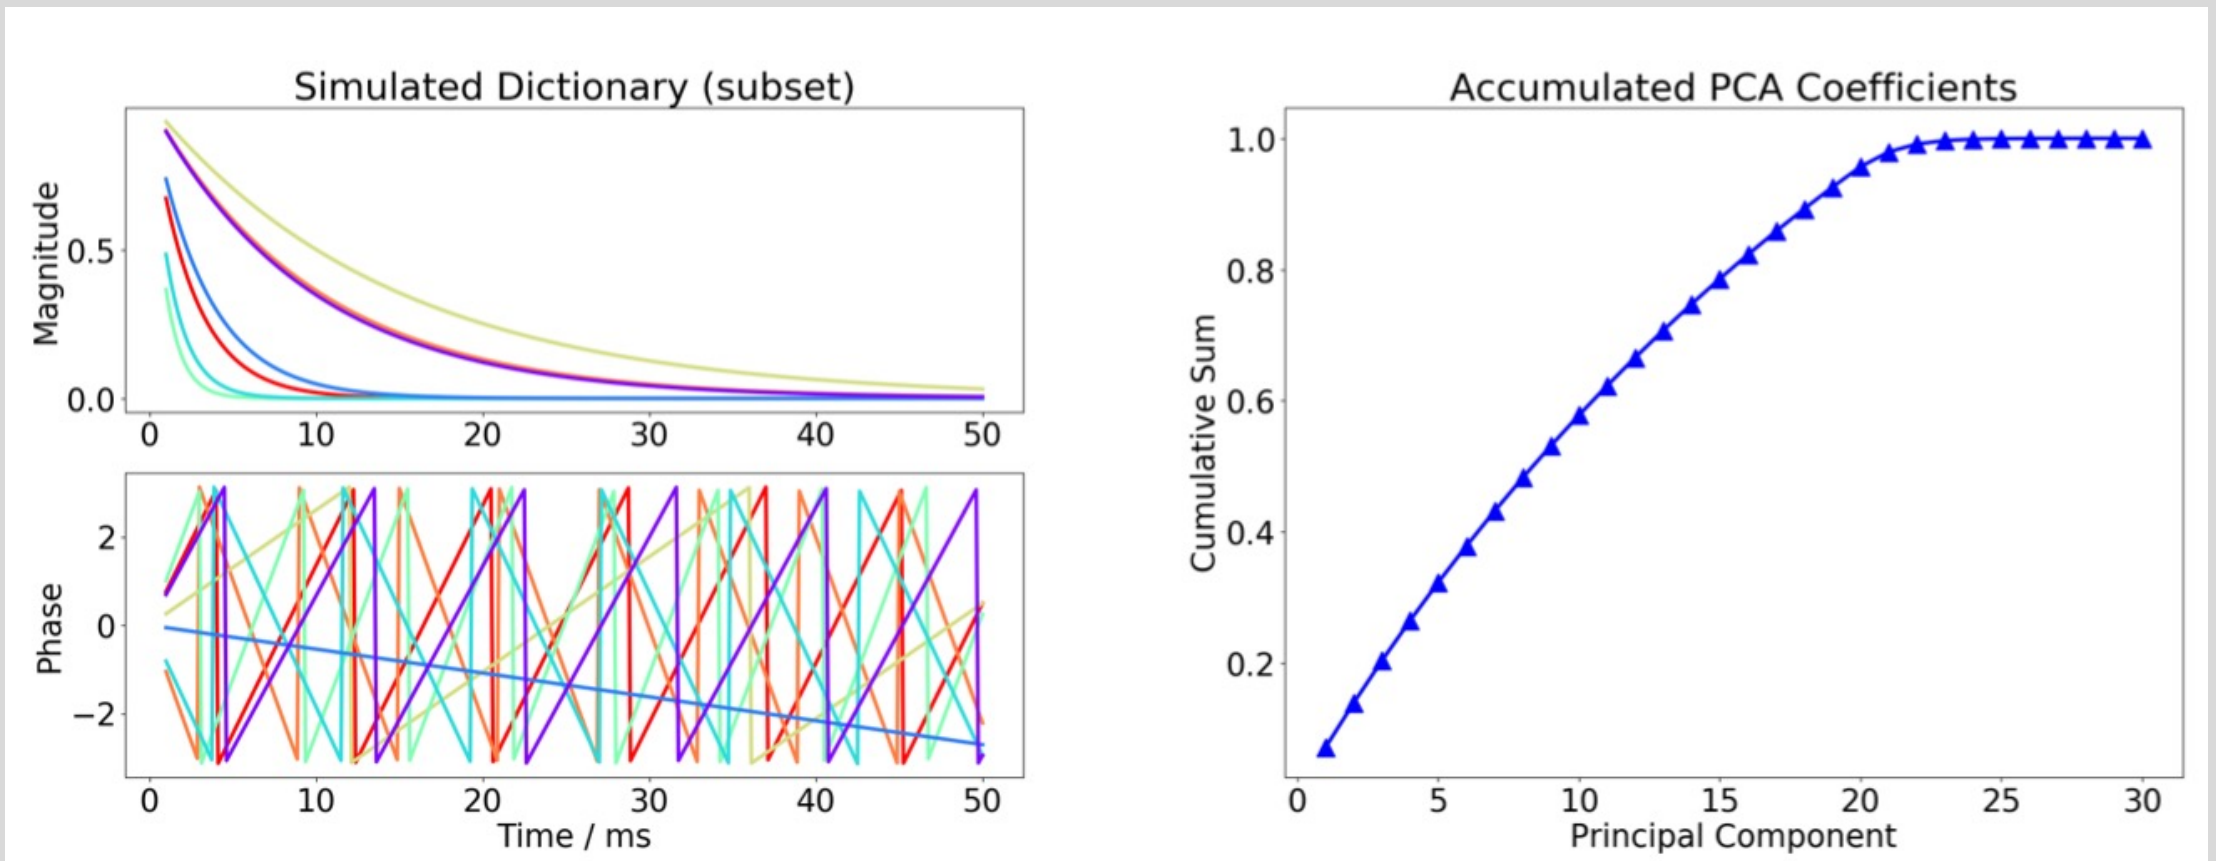 Simulated Dictionary (subset)
Magnitude
0.5
0.0
0 10 20 30 40 50
Phase
2
0
−2
0 10 20 30 40 50
Time / ms
Accumulated PCA Coefficients
Cumulative Sum
1.0
0.8
0.6
0.4
0.2
0 5 10 15 20 25 30
Principal Component